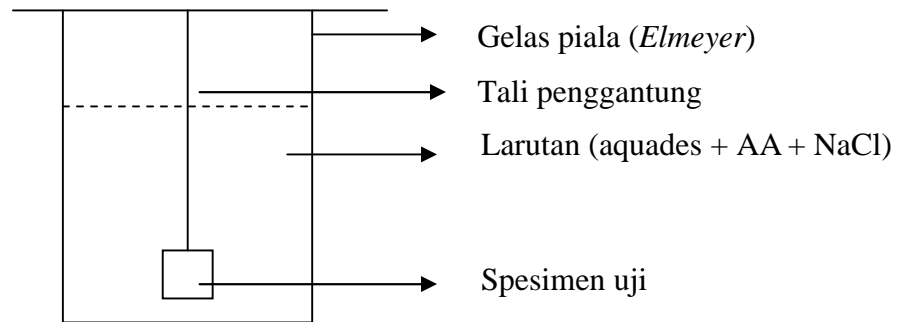 Gelas piala (Elmeyer)
Tali penggantung
Larutan (aquades + AA + NaCl)
Spesimen uji